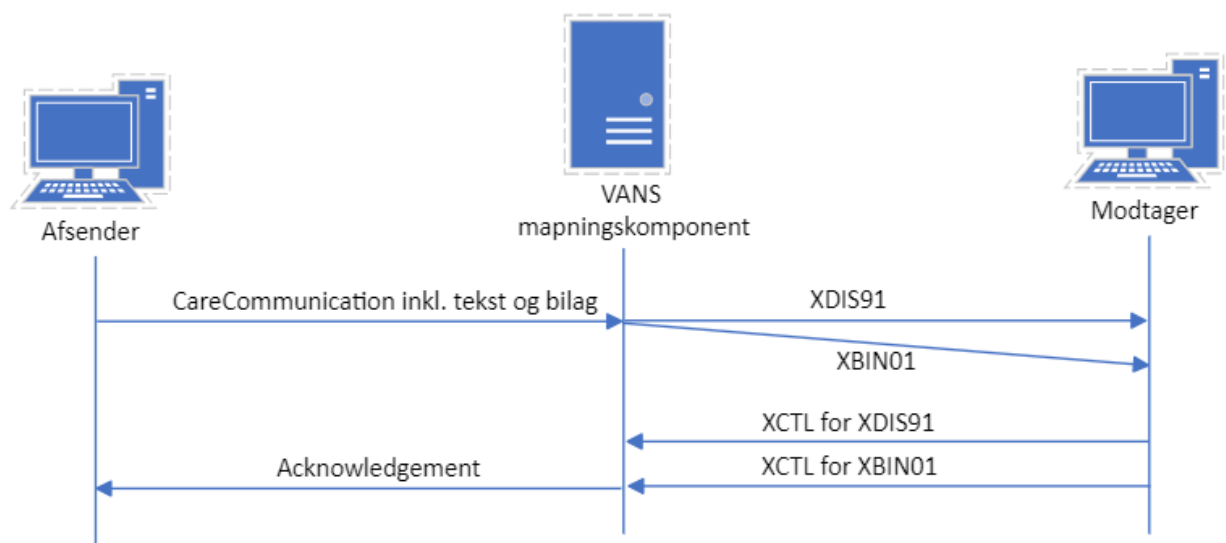 Afsender
VANS
mapningskomponent
Modtager
CareCommunication inkl. tekst og bilag
XDIS91
XBIN01
XCTL for XDIS91
Acknowledgement
XCTL for XBIN01